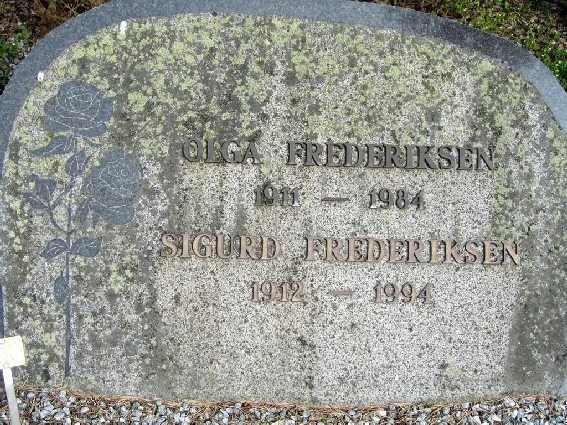 OLGA FREDERIKSEN
1911 — 1984
SIGURD FREDERIKSEN
1912 — 1994